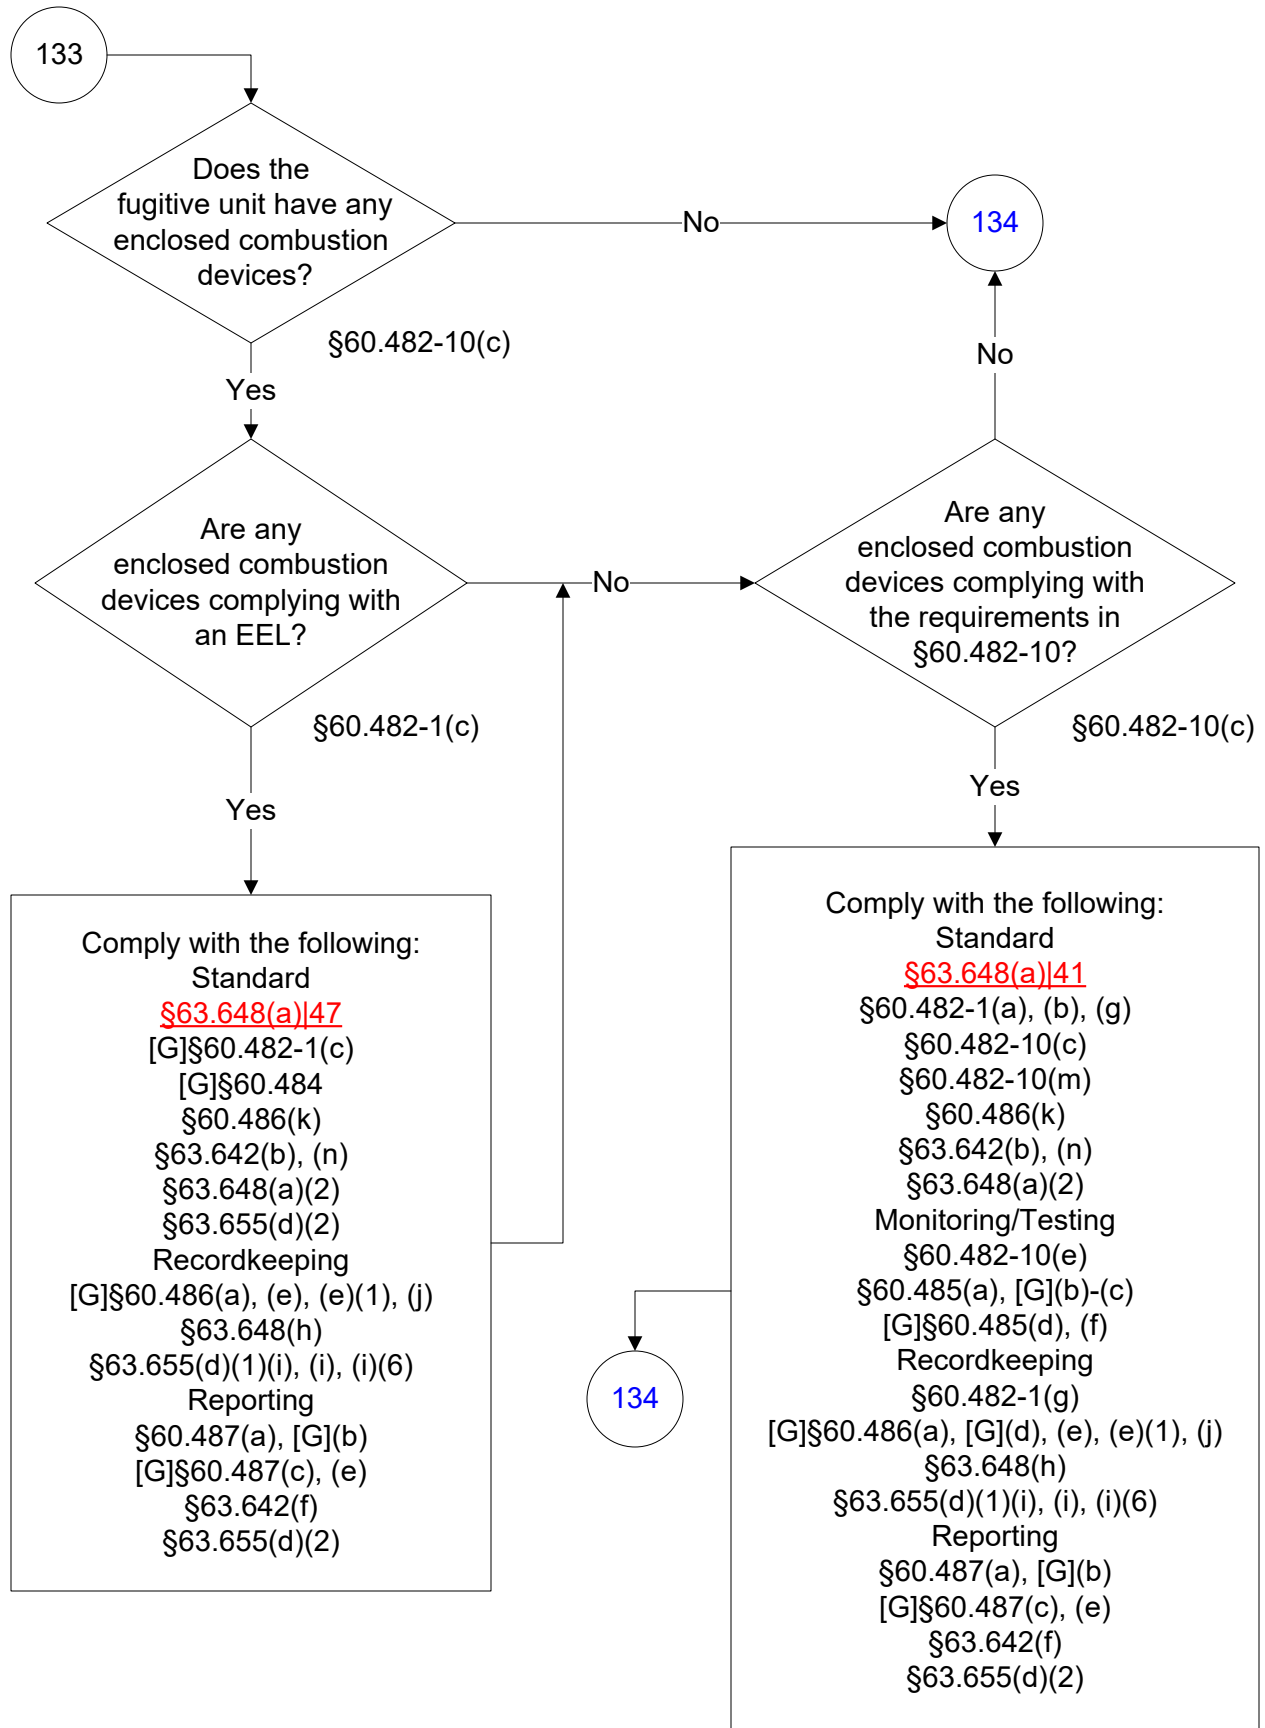 133
Does the
fugitive unit have any
enclosed combustion
devices?
No
134
§60.482-10(c)
Yes
No
Are any
enclosed combustion
devices complying with
an EEL?
No
Are any
enclosed combustion
devices complying with
the requirements in
§60.482-10?
§60.482-1(c)
§60.482-10(c)
Yes
Yes
Comply with the following:
Standard
§63.648(a)|47
[G]§60.482-1(c)
[G]§60.484
§60.486(k)
§63.642(b), (n)
§63.648(a)(2)
§63.655(d)(2)
Recordkeeping
[G]§60.486(a), (e), (e)(1), (j)
§63.648(h)
§63.655(d)(1)(i), (i), (i)(6)
Reporting
§60.487(a), [G](b)
[G]§60.487(c), (e)
§63.642(f)
§63.655(d)(2)
134
Comply with the following:
Standard
§63.648(a)|41
§60.482-1(a), (b), (g)
§60.482-10(c)
§60.482-10(m)
§60.486(k)
§63.642(b), (n)
§63.648(a)(2)
Monitoring/Testing
§60.482-10(e)
§60.485(a), [G](b)-(c)
[G]§60.485(d), (f)
Recordkeeping
§60.482-1(g)
[G]§60.486(a), [G](d), (e), (e)(1), (j)
§63.648(h)
§63.655(d)(1)(i), (i), (i)(6)
Reporting
§60.487(a), [G](b)
[G]§60.487(c), (e)
§63.642(f)
§63.655(d)(2)